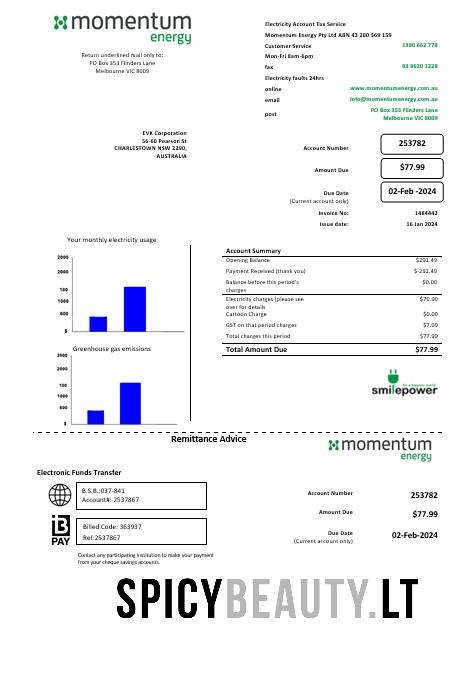 momentum
energy
Return underlined mail only to:
PO Box 353 Flinders Lane
Melbourne VIC 8009
Electricity Account Tax Service
Momentum Energy Pty Ltd ABN 43 200 569 159
Customer Service 1300 662 778
Mon-Fri 8am-6pm
fax 03 9620 1228
Electricity faults 24hrs
online www.momentumenergy.com.au
email info@momentumenergy.com.au
post PO Box 353 Flinders Lane
Melbourne VIC 8009
EVK Corporation
56-60 Pearson St
CHARLESTOWN NSW 2290,
AUSTRALIA
Account Number 253782
Amount Due $77.99
Due Date 02-Feb -2024
(Current account only)
Invoice No: 1484442
Issue date: 16 Jan 2024
Your monthly electricity usage
2000
2000
150
1000
600
$
Greenhouse gas emissions
2000
2000
150
1000
600
$
Account Summary
Opening Balance $291.49
Payment Received (thank you) $-291.49
Balance before this period's $0.00
charges
Electricity charges (please see $70.90
over for details
Cartoon Charge $0.00
GST on that period charges $7.09
Total charges this period $77.99
Total Amount Due $77.99
smilepower
Remittance Advice
momentum
energy
Electronic Funds Transfer
B.S.B.:037-841
Account#: 2537867
B
PAY
Billed Code: 363937
Ref:2537867
Contact any participating institution to make your payment
from your cheque savings accounts.
Account Number 253782
Amount Due $77.99
Due Date 02-Feb-2024
(Current account only)
SPICYBEAUTY.LT